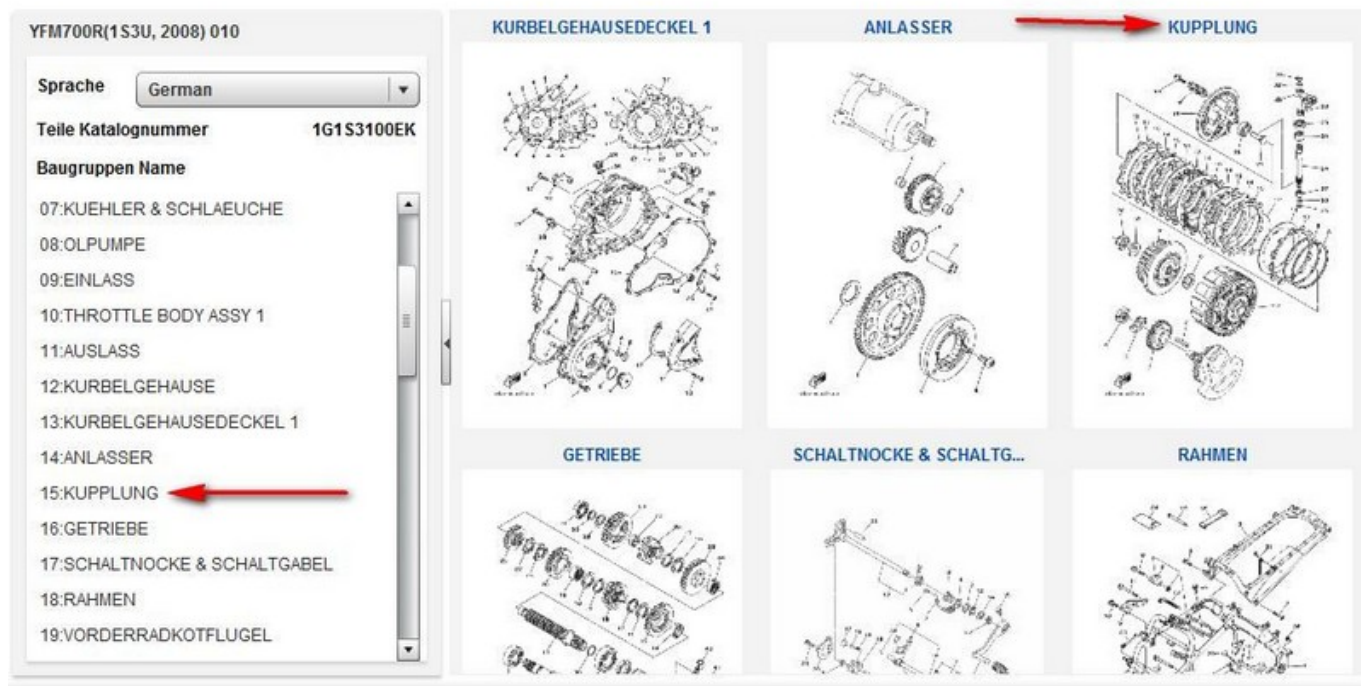 YFM700R(1S3U, 2008) 010
Sprache German
Teile Katalognummer 1G1S3100EK
Baugruppen Name
07:KUEHLER & SCHLAEUCHE
08:OLPUMPE
09:EINLASS
10:THROTTLE BODY ASSY 1
11:AUSLASS
12:KURBELGEHAUSE
13:KURBELGEHAUSEDECKEL 1
14:ANLASSER
15:KUPPLUNG
16:GETRIEBE
17:SCHALTNOCKE & SCHALTGABEL
18:RAHMEN
19:VORDERRADKOTFLUGEL
KURBELGEHAUSEDECKEL 1
ANLASSER
KUPPLUNG
GETRIEBE
SCHALTNOCKE & SCHALTG...
RAHMEN